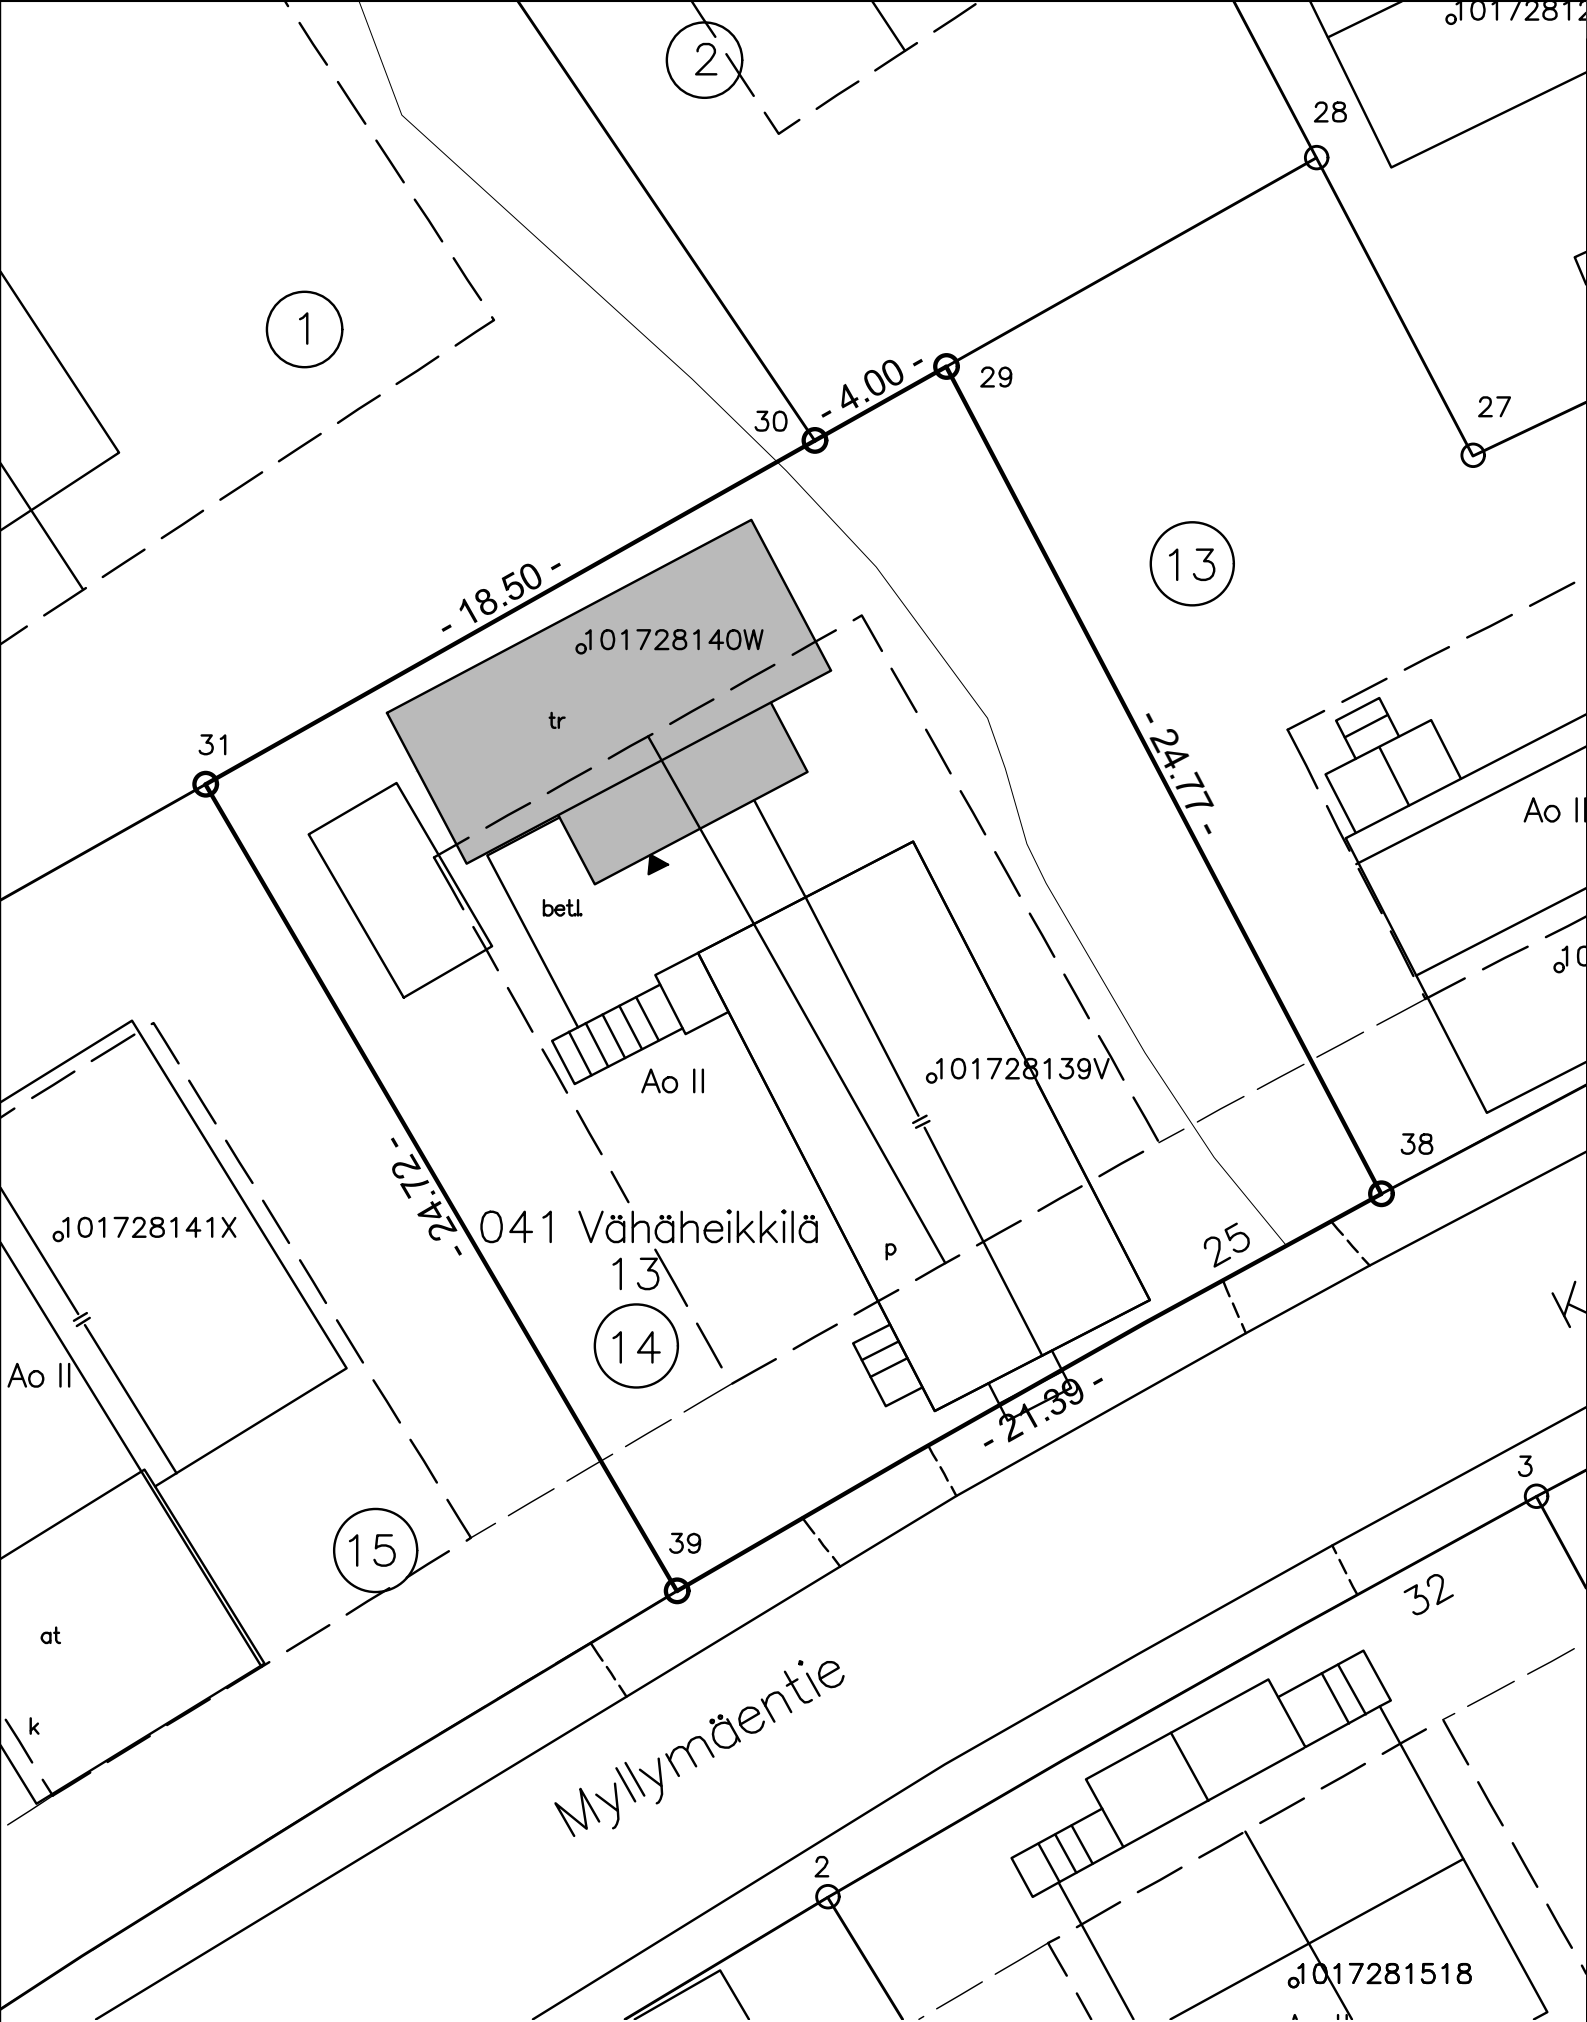 2
28
1
29
- 4.00 -
30
27
13
- 18.50 -
101728140W
tr
31
- 24.77 -
Ao II
bet.l.
101728139V
Ao II
38
- 24.72 -
101728141X
041 Vähäheikkilä
13
14
p
25
- 21.39 -
Ao II
3
39
15
32
at
k
Myllymäentie
2
1017281518